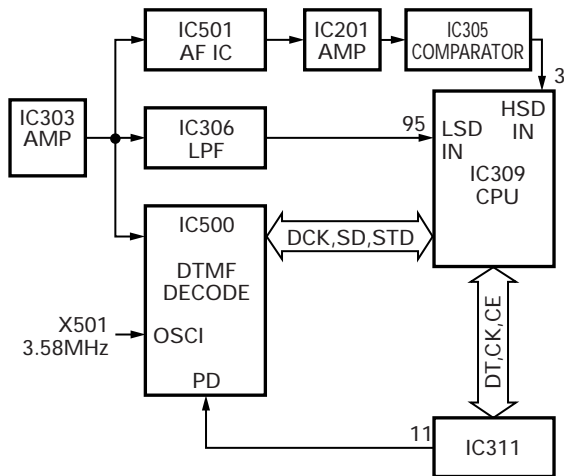 IC501
AF IC
IC201
AMP
IC305
COMPARATOR
3
IC303
AMP
IC306
LPF
95
LSD
IN
HSD
IN
IC309
CPU
IC500
DTMF
DECODE
DCK,SD,STD
X501
3.58MHz
OSCI
PD
DT,CK,CE
11
IC311